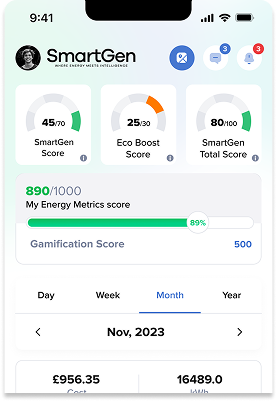 9:41
SmartGen
WHERE ENERGY MEETS INTELLIGENCE
3
3
45/70
SmartGen
Score
25/30
Eco Boost
Score
80/100
SmartGen
Total Score
890/1000
My Energy Metrics score
89%
Gamification Score
500
Day
Week
Month
Year
Nov, 2023
£956.35
Cost
16489.0
kWh